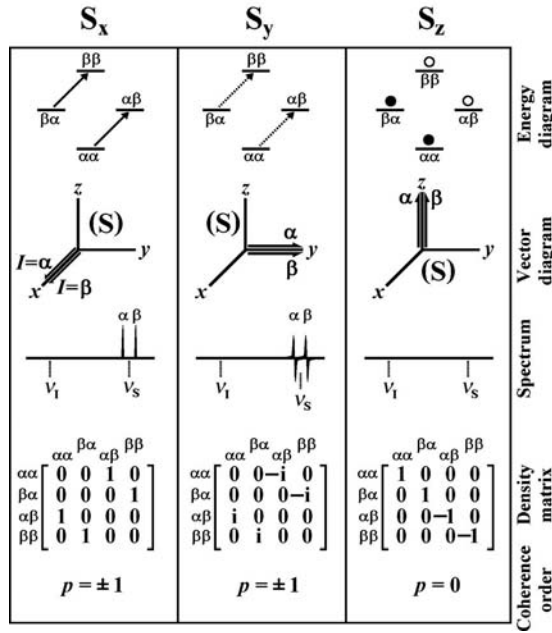 Sx Sy Sz
ββ ββ ββ
βα αβ βα αβ βα αβ
αα αα αα
Energy diagram
z z z
(S) (S) α β
I=α y α y y
x I=β β x (S)
x
Vector diagram
α β α β
νI νS νI νS νI νS
Spectrum
αα βα αβ ββ αα βα αβ ββ αα βα αβ ββ
αα 0 0 1 0 αα 0 0 −i 0 αα 1 0 0 0
βα 0 0 0 1 βα 0 0 0 −i βα 0 1 0 0
αβ 1 0 0 0 αβ i 0 0 0 αβ 0 0 −1 0
ββ 0 1 0 0 ββ 0 i 0 0 ββ 0 0 0 −1
Density matrix
p = ± 1 p = ± 1 p = 0
Coherence order